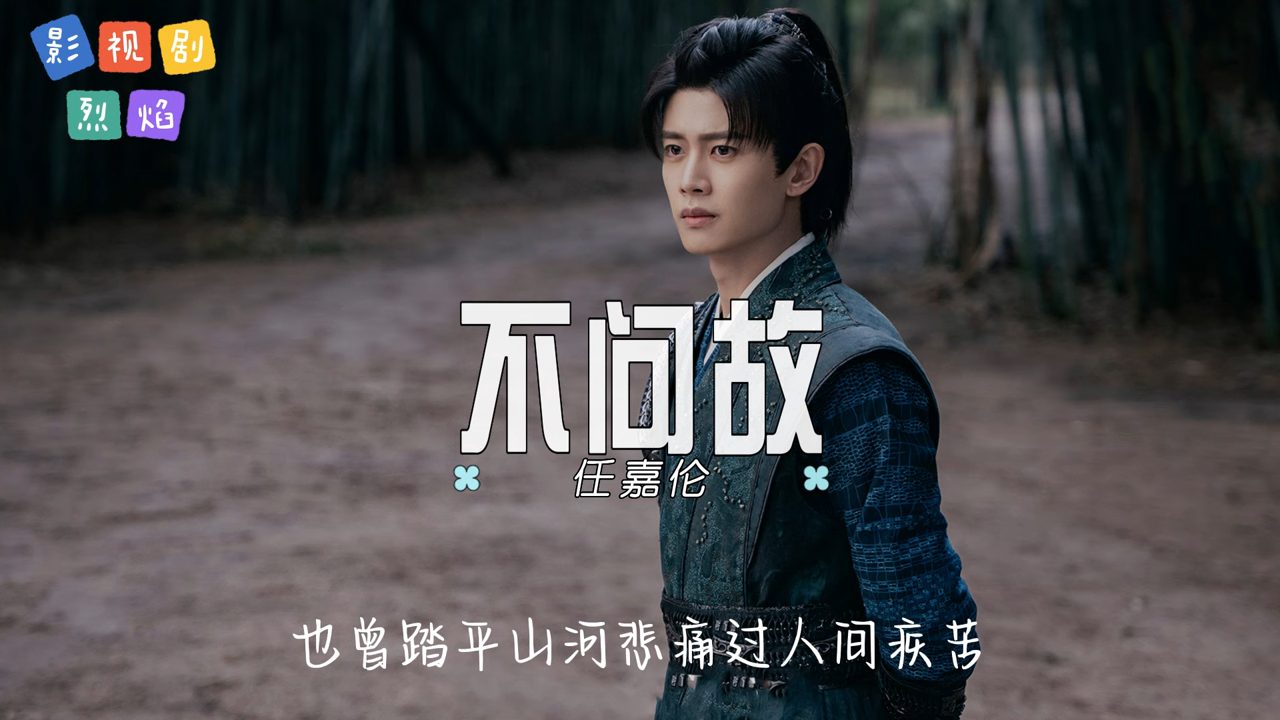 影视剧
烈焰
不问故
任嘉伦
也曾踏平山河悲痛过人间疾苦